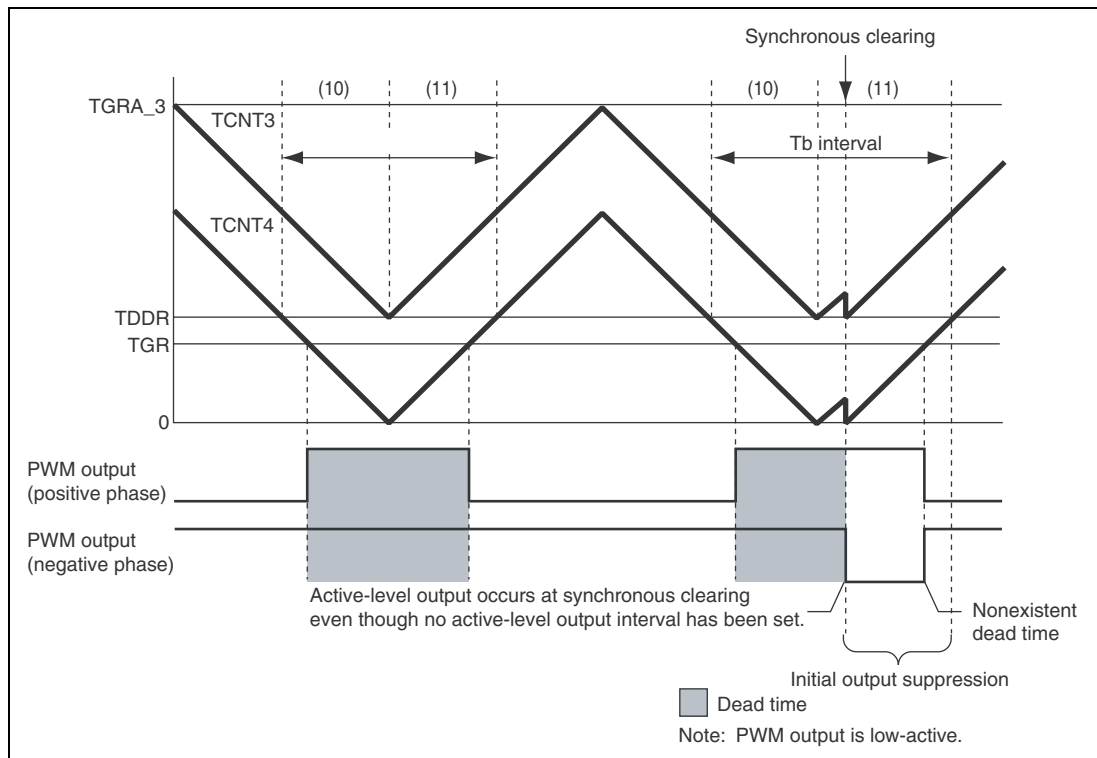 Synchronous clearing
(10)
(11)
(10)
(11)
TGRA_3
TCNT3
Tb interval
TCNT4
TDDR
TGR
0
PWM output
(positive phase)
PWM output
(negative phase)
Active-level output occurs at synchronous clearing
even though no active-level output interval has been set.
Nonexistent
dead time
Initial output suppression
Dead time
Note: PWM output is low-active.